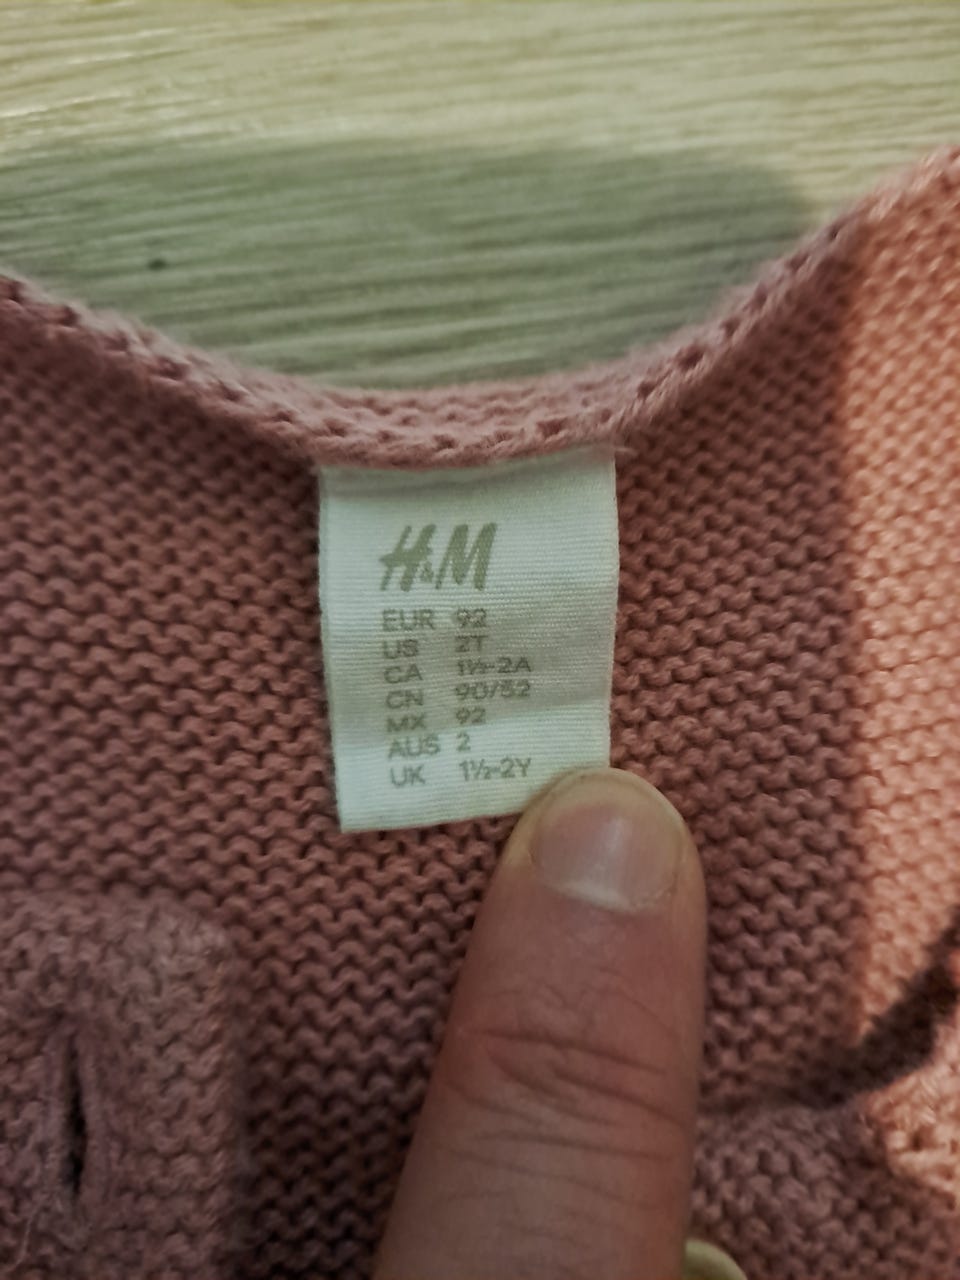 H&M
EUR 92
US 2T
CA 1½-2A
CN 90/52
MX 92
AUS 2
UK 1½-2Y